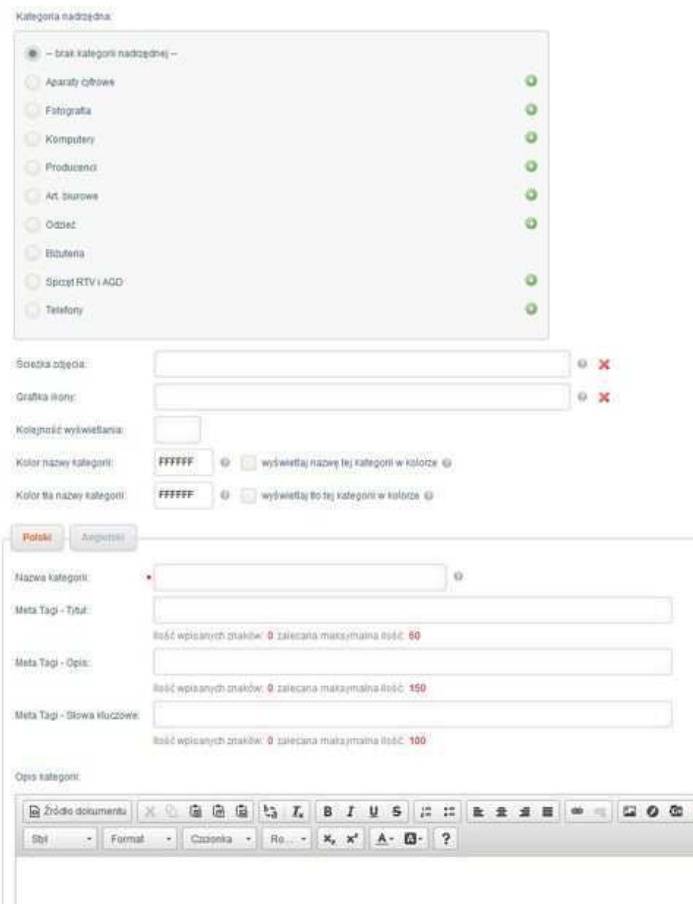 Kategoria nadrzędna:
-- brak kategorii nadrzędnej --
Aparaty cyfrowe
Fotografia
Komputery
Producenci
Art. biurowe
Odzież
Biżuteria
Sprzęt RTV i AGD
Telefony
Ścieżka zdjęcia:
Grafika ikony:
Kolejność wyświetlania:
Kolor nazwy kategorii: FFFFFF wyświetlaj nazwę tej kategorii w kolorze
Kolor tła nazwy kategorii: FFFFFF wyświetlaj tło tej kategorii w kolorze
Polski Angielski
Nazwa kategorii:
Meta Tagi - Tytuł:
Ilość wpisanych znaków: 0 zalecana maksymalna ilość: 60
Meta Tagi - Opis:
Ilość wpisanych znaków: 0 zalecana maksymalna ilość: 150
Meta Tagi - Słowa kluczowe:
Ilość wpisanych znaków: 0 zalecana maksymalna ilość: 100
Opis kategorii:
Źródło dokumentu B I U S
Styl Format Czcionka Ro... ?